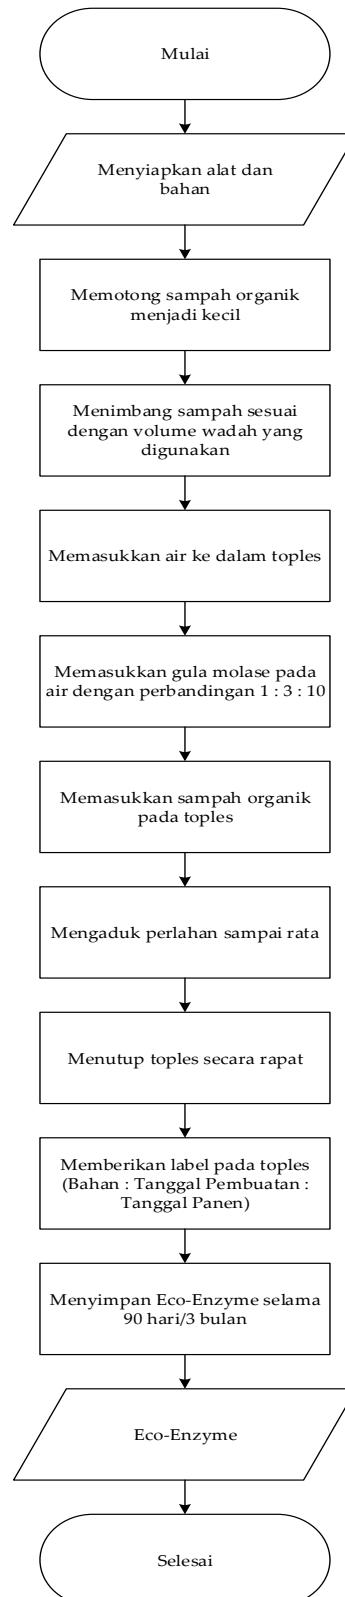 Mulai
Menyiapkan alat dan
bahan
Memotong sampah organik
menjadi kecil
Menimbang sampah sesuai
dengan volume wadah yang
digunakan
Memasukkan air ke dalam toples
Memasukkan gula molase pada
air dengan perbandingan 1 : 3 : 10
Memasukkan sampah organik
pada toples
Mengaduk perlahan sampai rata
Menutup toples secara rapat
Memberikan label pada toples
(Bahan : Tanggal Pembuatan :
Tanggal Panen)
Menyimpan Eco-Enzyme selama
90 hari/3 bulan
Eco-Enzyme
Selesai